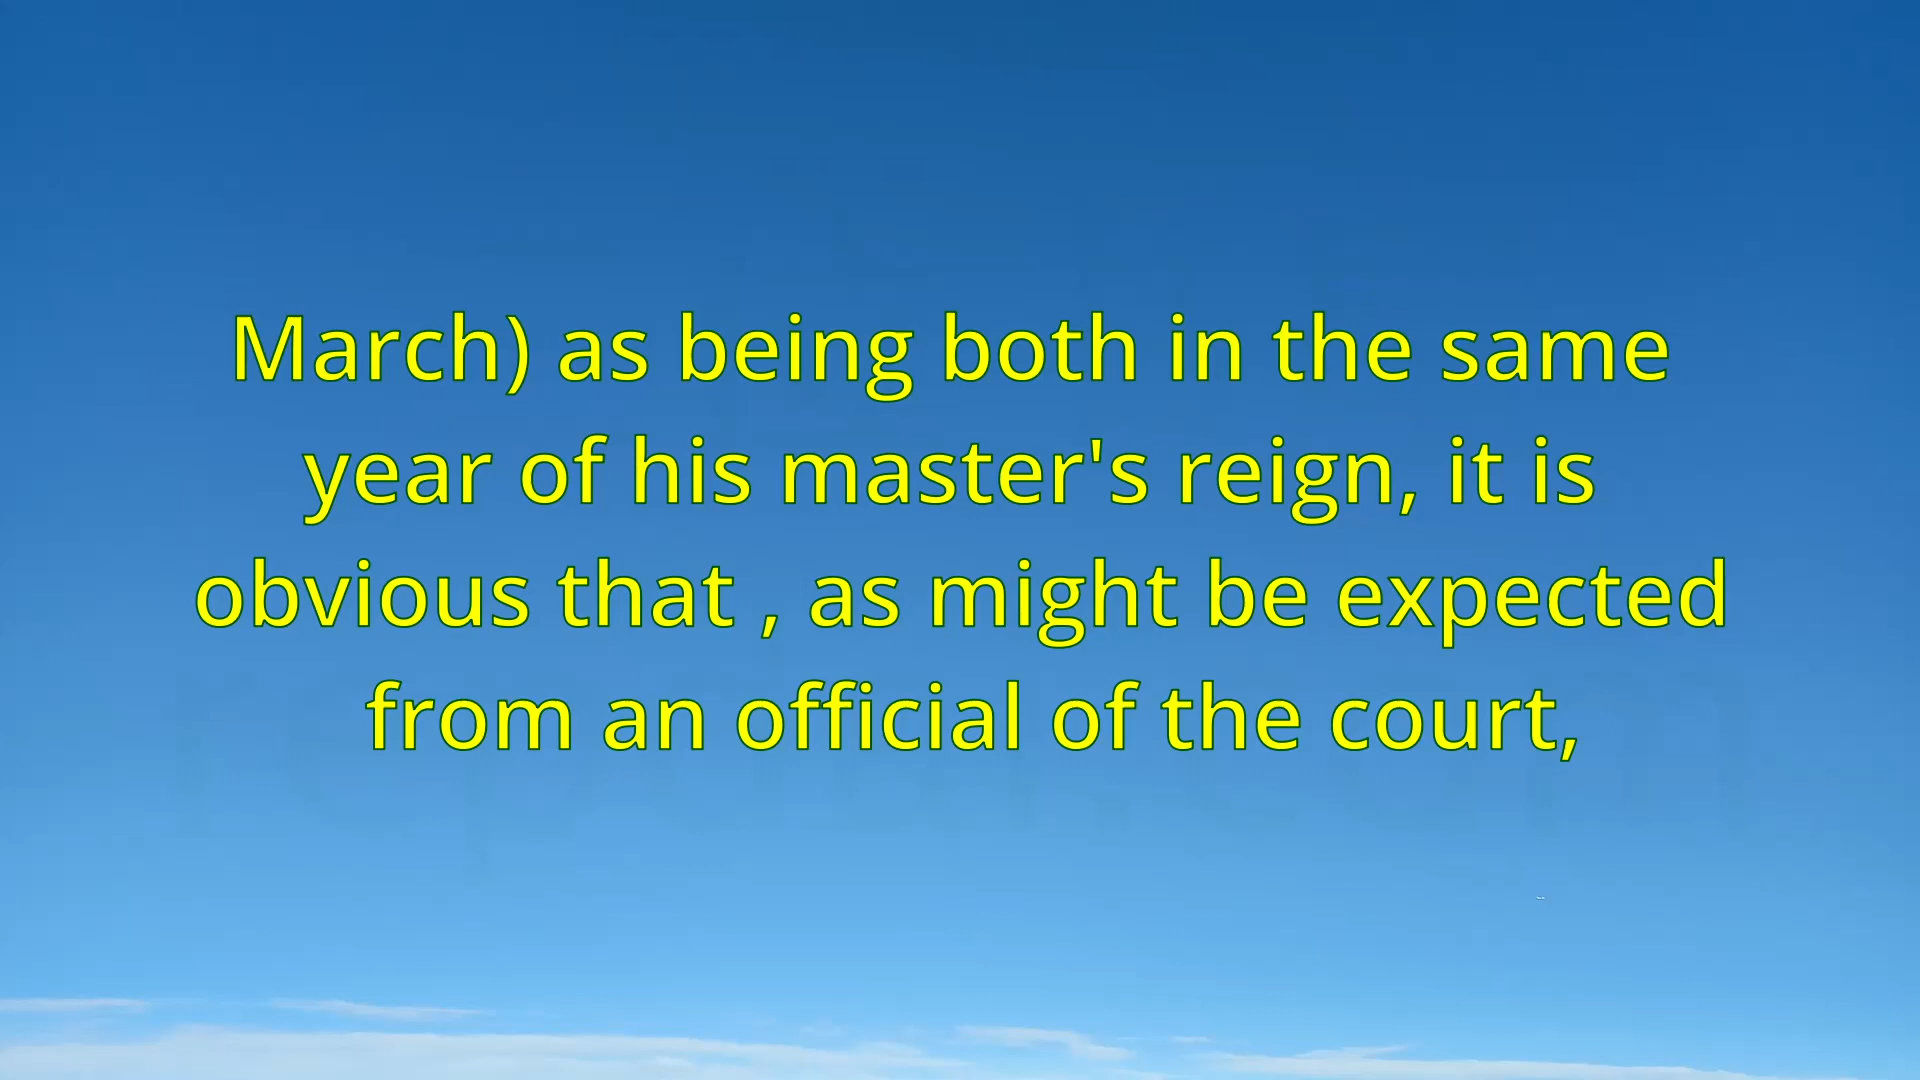 March) as being both in the same
year of his master's reign, it is
obvious that , as might be expected
from an official of the court,